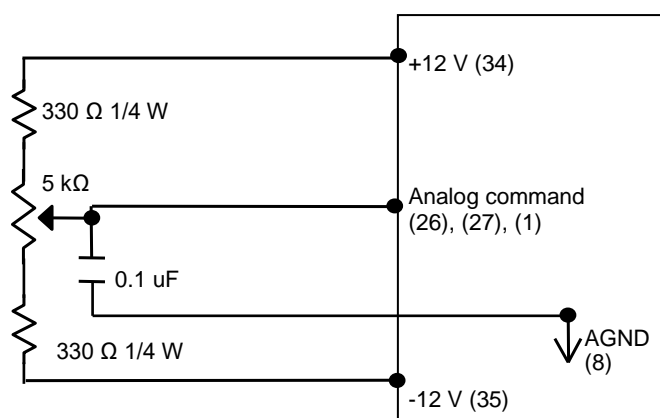 +12 V (34)
330 Ω 1/4 W
5 kΩ
Analog command
(26), (27), (1)
0.1 uF
330 Ω 1/4 W
AGND
(8)
-12 V (35)